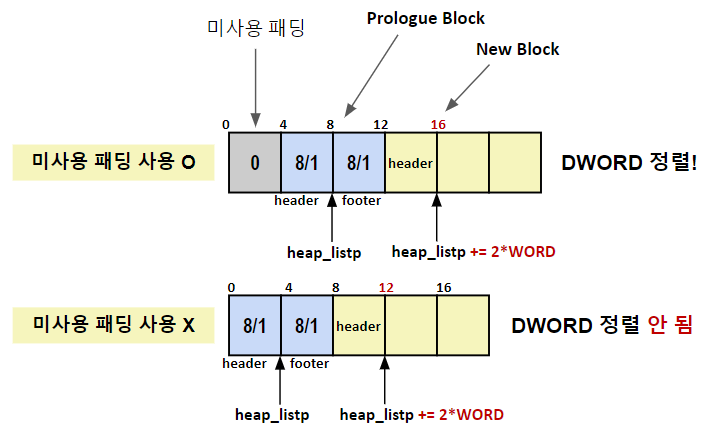 미사용 패딩
Prologue Block
New Block
0 4 8 12 16
미사용 패딩 사용 O
0 8/1 8/1 header
DWORD 정렬!
header footer
heap_listp
heap_listp += 2*WORD
0 4 8 12 16
미사용 패딩 사용 X
8/1 8/1 header
DWORD 정렬 안 됨
header footer
heap_listp
heap_listp += 2*WORD